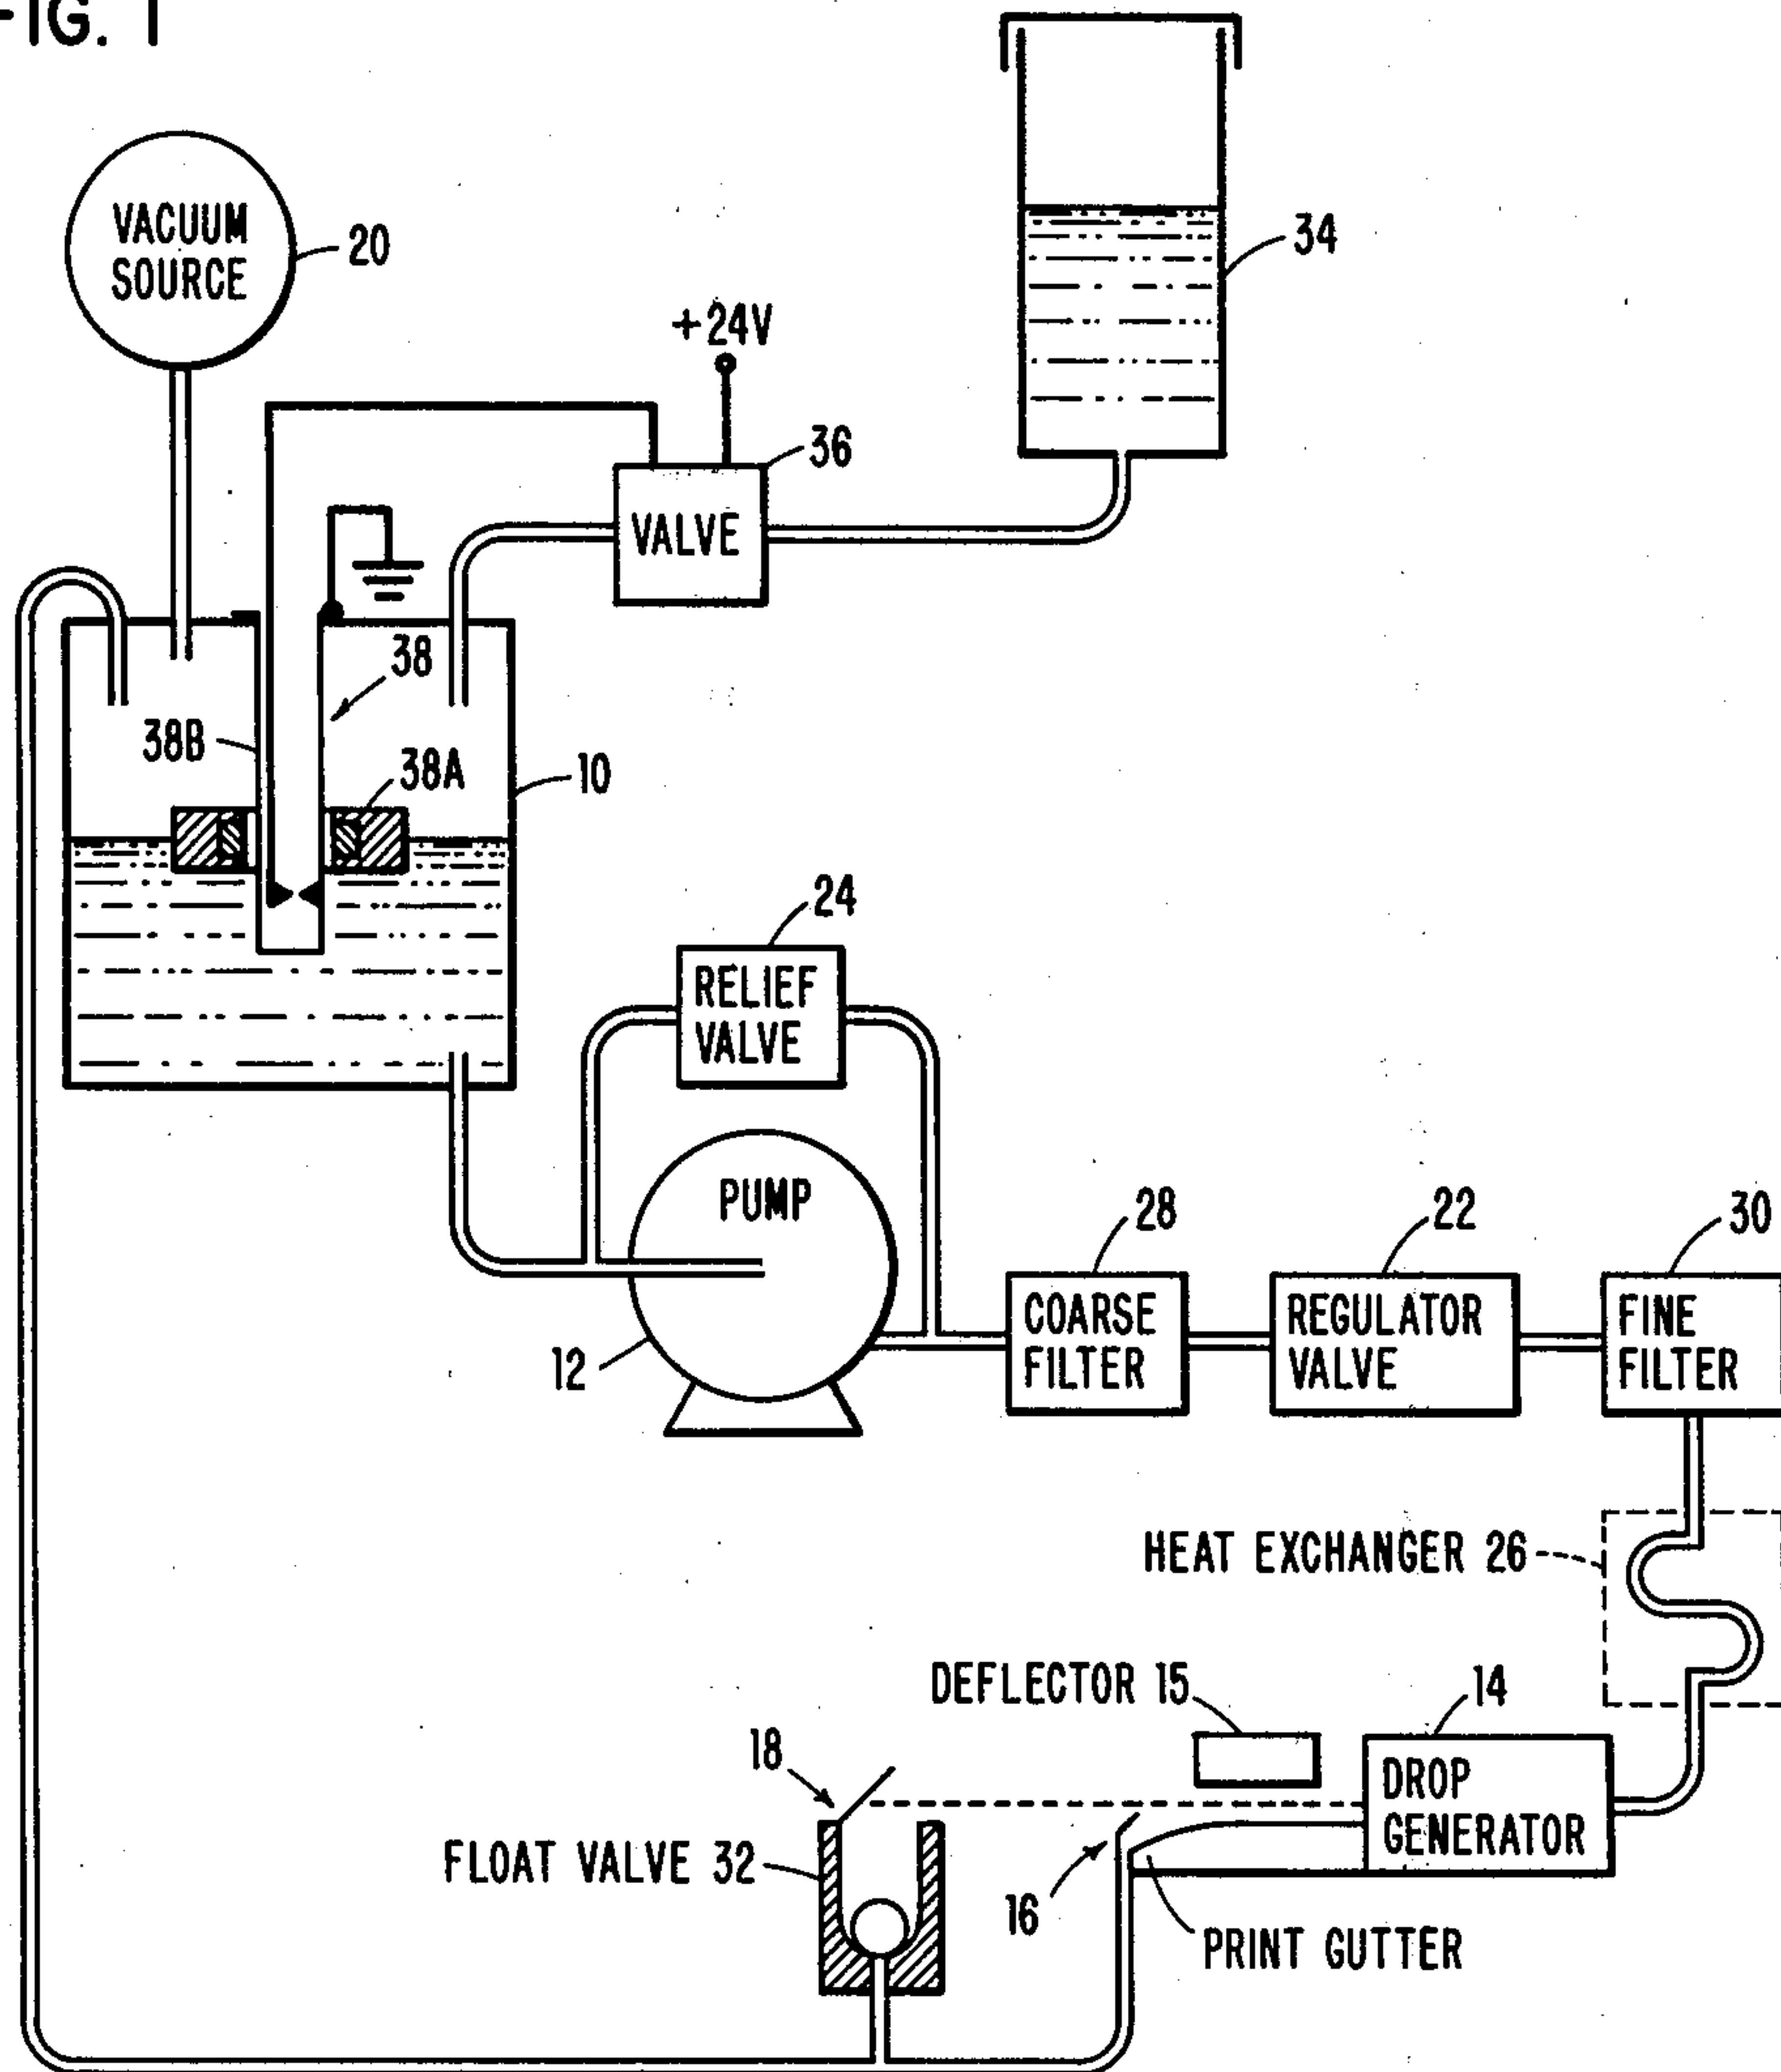 FIG. 1
VACUUM
SOURCE
20
34
+24V
36
VALVE
38
38B
38A
10
24
RELIEF
VALVE
PUMP
12
28
COARSE
FILTER
22
REGULATOR
VALVE
30
FINE
FILTER
HEAT EXCHANGER 26
DEFLECTOR 15
14
DROP
GENERATOR
18
FLOAT VALVE 32
16
PRINT GUTTER